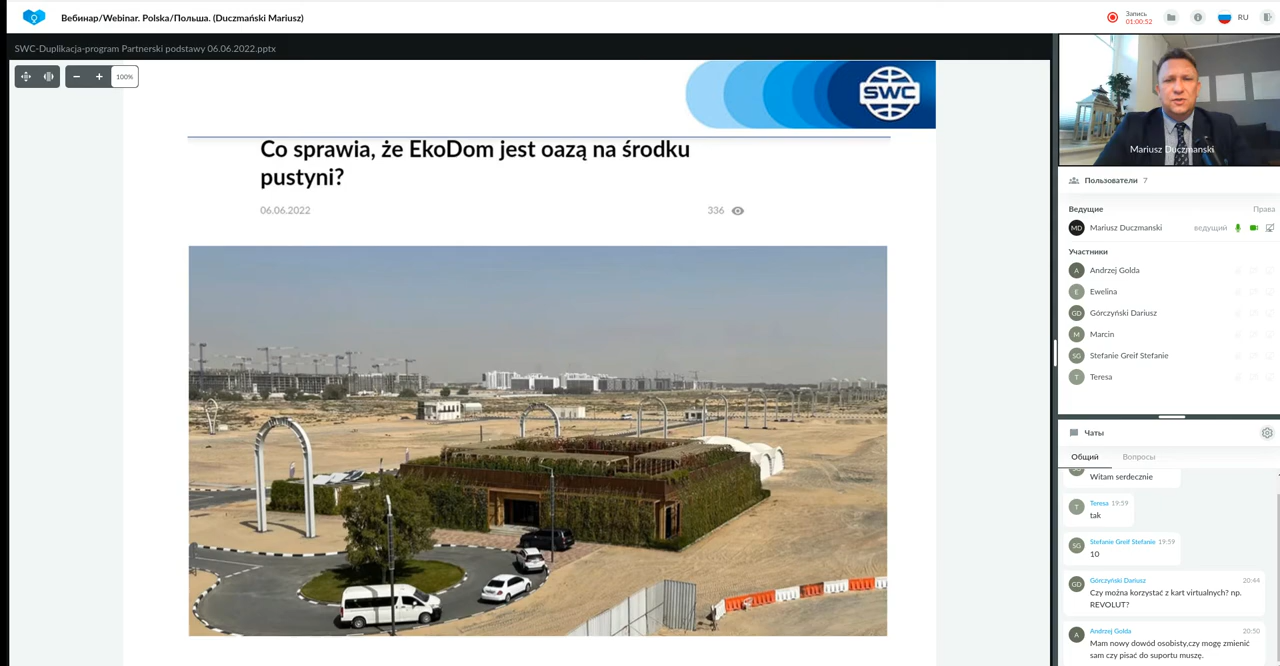 Вебинар/Webinar. Polska/Польша. (Duczmański Mariusz)
Запись
01:00:52
RU
SWC-Duplikacja-program Partnerski podstawy 06.06.2022.pptx
100%
SWC
Co sprawia, że EkoDom jest oazą na środku
pustyni?
06.06.2022
336
Mariusz Duczmanski
Пользователи 7
Ведущие
Права
MD Mariusz Duczmanski ведущий
Участники
A Andrzej Golda
E Ewelina
GD Górczyński Dariusz
M Marcin
SG Stefanie Greif Stefanie
T Teresa
Чаты
Общий
Вопросы
SG
Witam serdecznie
T Teresa 19:59
tak
SG Stefanie Greif Stefanie 19:59
10
GD Górczyński Dariusz 20:44
Czy można korzystać z kart virtualnych? np.
REVOLUT?
A Andrzej Golda 20:50
Mam nowy dowód osobisty,czy mogę zmienić
sam czy pisać do suportu muszę.